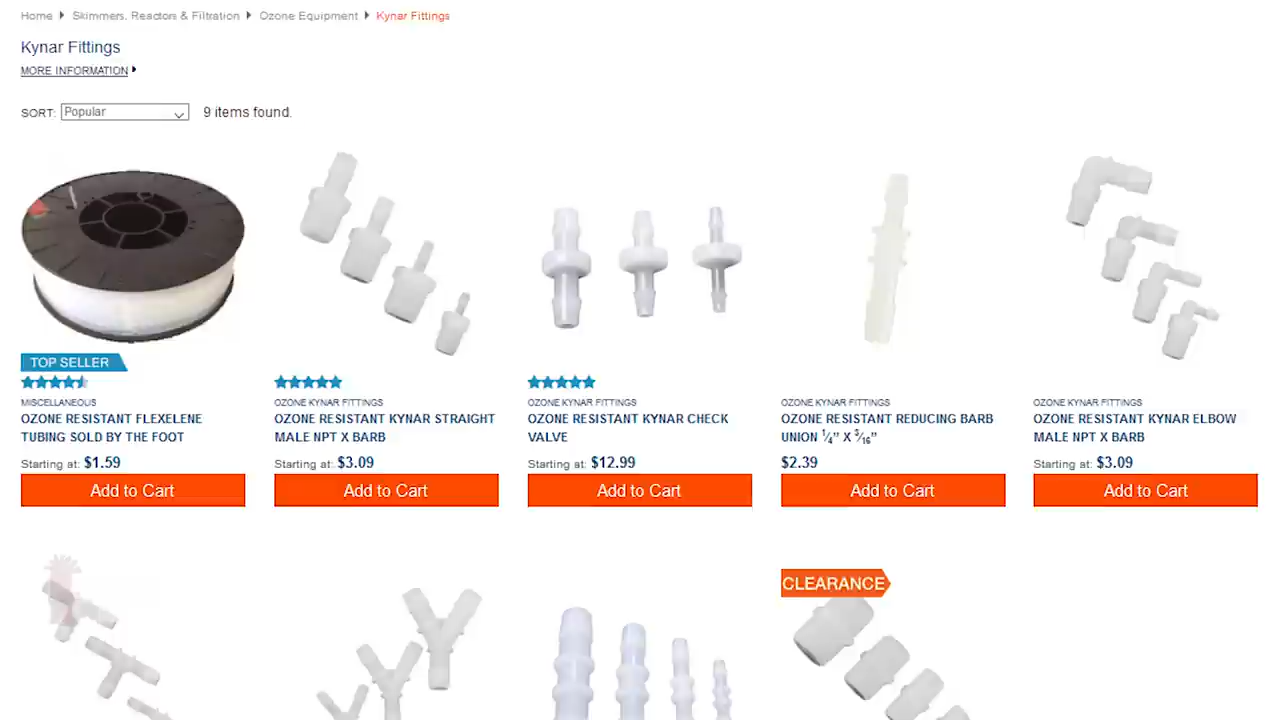 Home Skimmers, Reactors & Filtration Ozone Equipment Kynar Fittings
Kynar Fittings
MORE INFORMATION
SORT: Popular 9 items found.
TOP SELLER
MISCELLANEOUS
OZONE RESISTANT FLEXELENE
TUBING SOLD BY THE FOOT
Starting at: $1.59
Add to Cart
OZONE KYNAR FITTINGS
OZONE RESISTANT KYNAR STRAIGHT
MALE NPT X BARB
Starting at: $3.09
Add to Cart
OZONE KYNAR FITTINGS
OZONE RESISTANT KYNAR CHECK
VALVE
Starting at: $12.99
Add to Cart
OZONE KYNAR FITTINGS
OZONE RESISTANT REDUCING BARB
UNION ¼" X 3⁄16"
$2.39
Add to Cart
OZONE KYNAR FITTINGS
OZONE RESISTANT KYNAR ELBOW
MALE NPT X BARB
Starting at: $3.09
Add to Cart
CLEARANCE